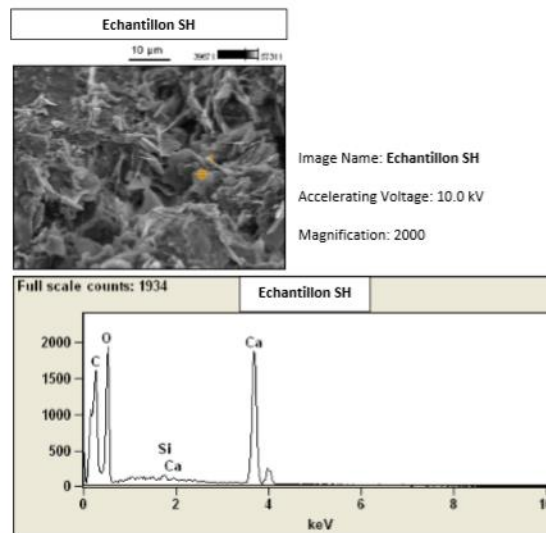 Echantillon SH
10 µm
Image Name: Echantillon SH
Accelerating Voltage: 10.0 kV
Magnification: 2000
Full scale counts: 1934
Echantillon SH
2000
1500
1000
500
0
C
O
Si
Ca
Ca
0
2
4
6
8
10
keV